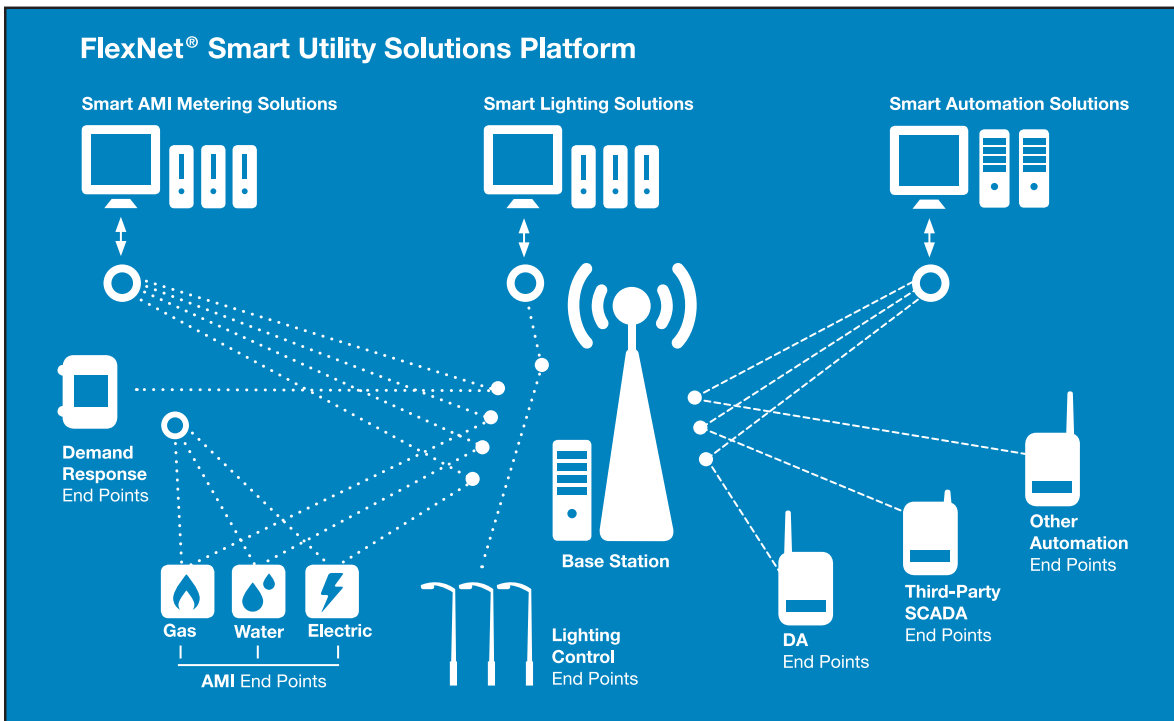 FlexNet® Smart Utility Solutions Platform
Smart AMI Metering Solutions
Smart Lighting Solutions
Smart Automation Solutions
Demand
Response
End Points
Gas
Water
Electric
AMI End Points
Lighting
Control
End Points
Base Station
DA
End Points
Third-Party
SCADA
End Points
Other
Automation
End Points